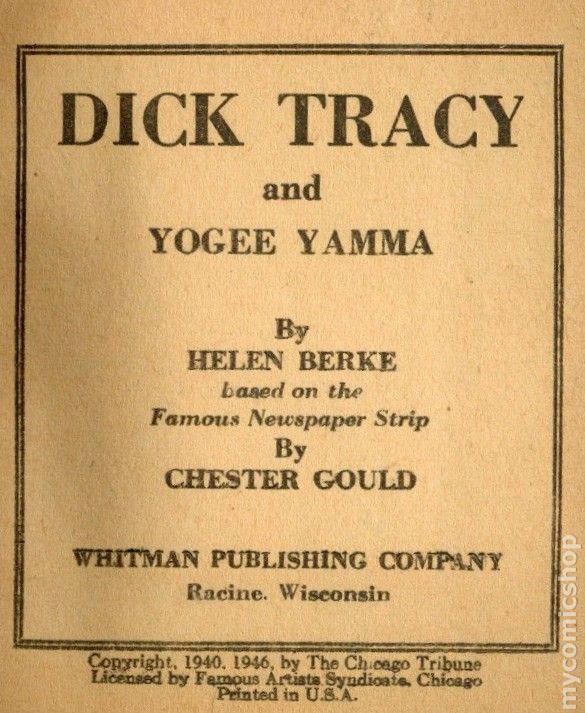 DICK TRACY
and
YOGEE YAMMA
By
HELEN BERKE
based on the
Famous Newspaper Strip
By
CHESTER GOULD
WHITMAN PUBLISHING COMPANY
Racine, Wisconsin
Copyright, 1940, 1946, by The Chicago Tribune
Licensed by Famous Artists Syndicate, Chicago
Printed in U.S.A.
mycomicshop